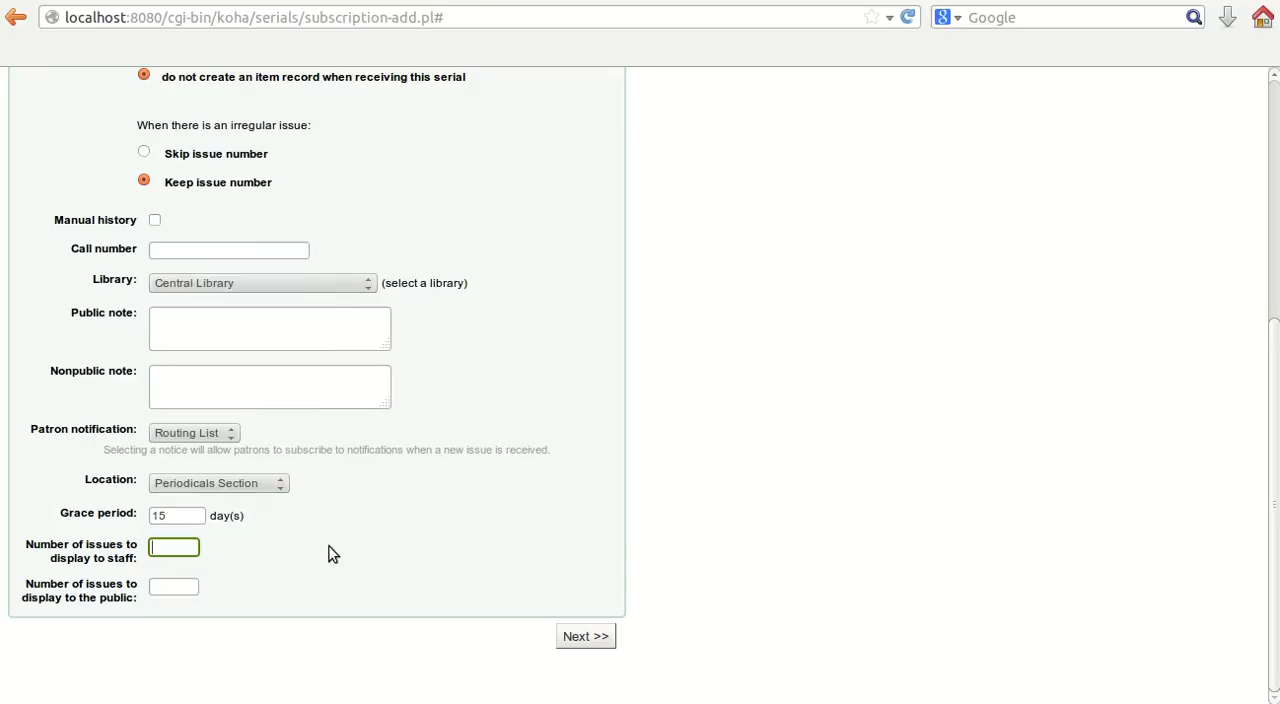 localhost:8080/cgi-bin/koha/serials/subscription-add.pl#
Google
do not create an item record when receiving this serial
When there is an irregular issue:
Skip issue number
Keep issue number
Manual history
Call number
Library: Central Library (select a library)
Public note:
Nonpublic note:
Patron notification: Routing List
Selecting a notice will allow patrons to subscribe to notifications when a new issue is received.
Location: Periodicals Section
Grace period: 15 day(s)
Number of issues to
display to staff:
Number of issues to
display to the public:
Next >>